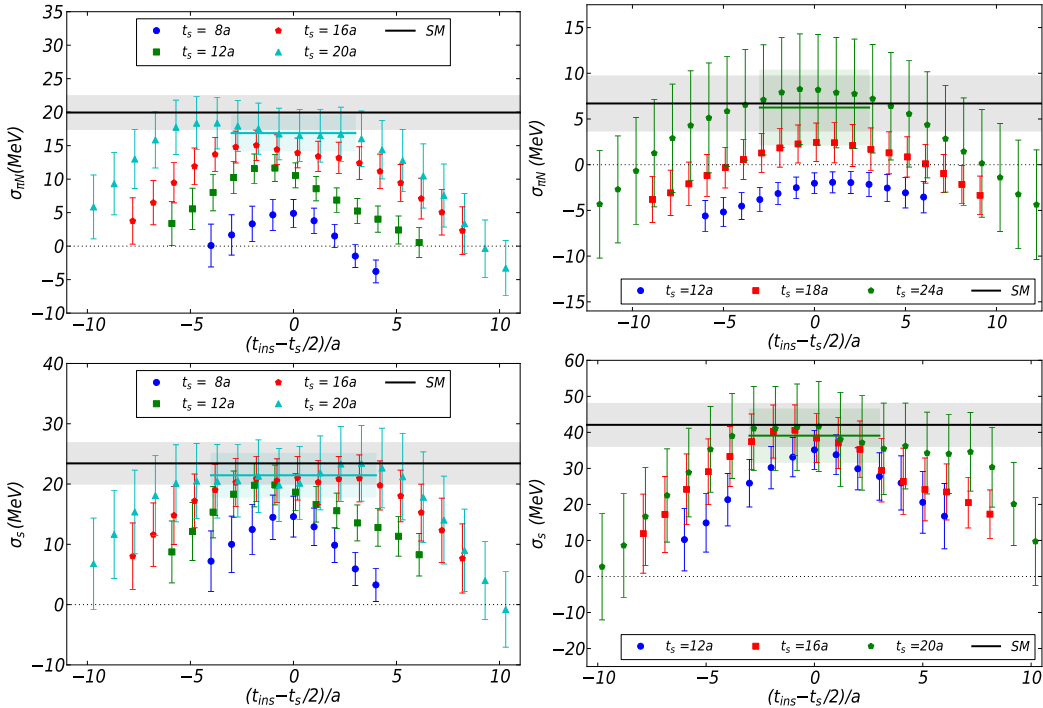 35
30
25
20
15
10
5
0
−5
−10
σπN(MeV)
ts = 8a
ts = 12a
ts = 16a
ts = 20a
SM
−10 −5 0 5 10
(tins−ts/2)/a
15
10
5
0
−5
−10
−15
σπN(MeV)
ts =12a ts =18a ts =24a SM
−10 −5 0 5 10
(tins−ts/2)/a
40
30
20
10
0
−10
σs (MeV)
ts = 8a
ts = 12a
ts = 16a
ts = 20a
SM
−10 −5 0 5 10
(tins−ts/2)/a
60
50
40
30
20
10
0
−10
−20
σs (MeV)
ts =12a ts =16a ts =20a SM
−10 −5 0 5 10
(tins−ts/2)/a